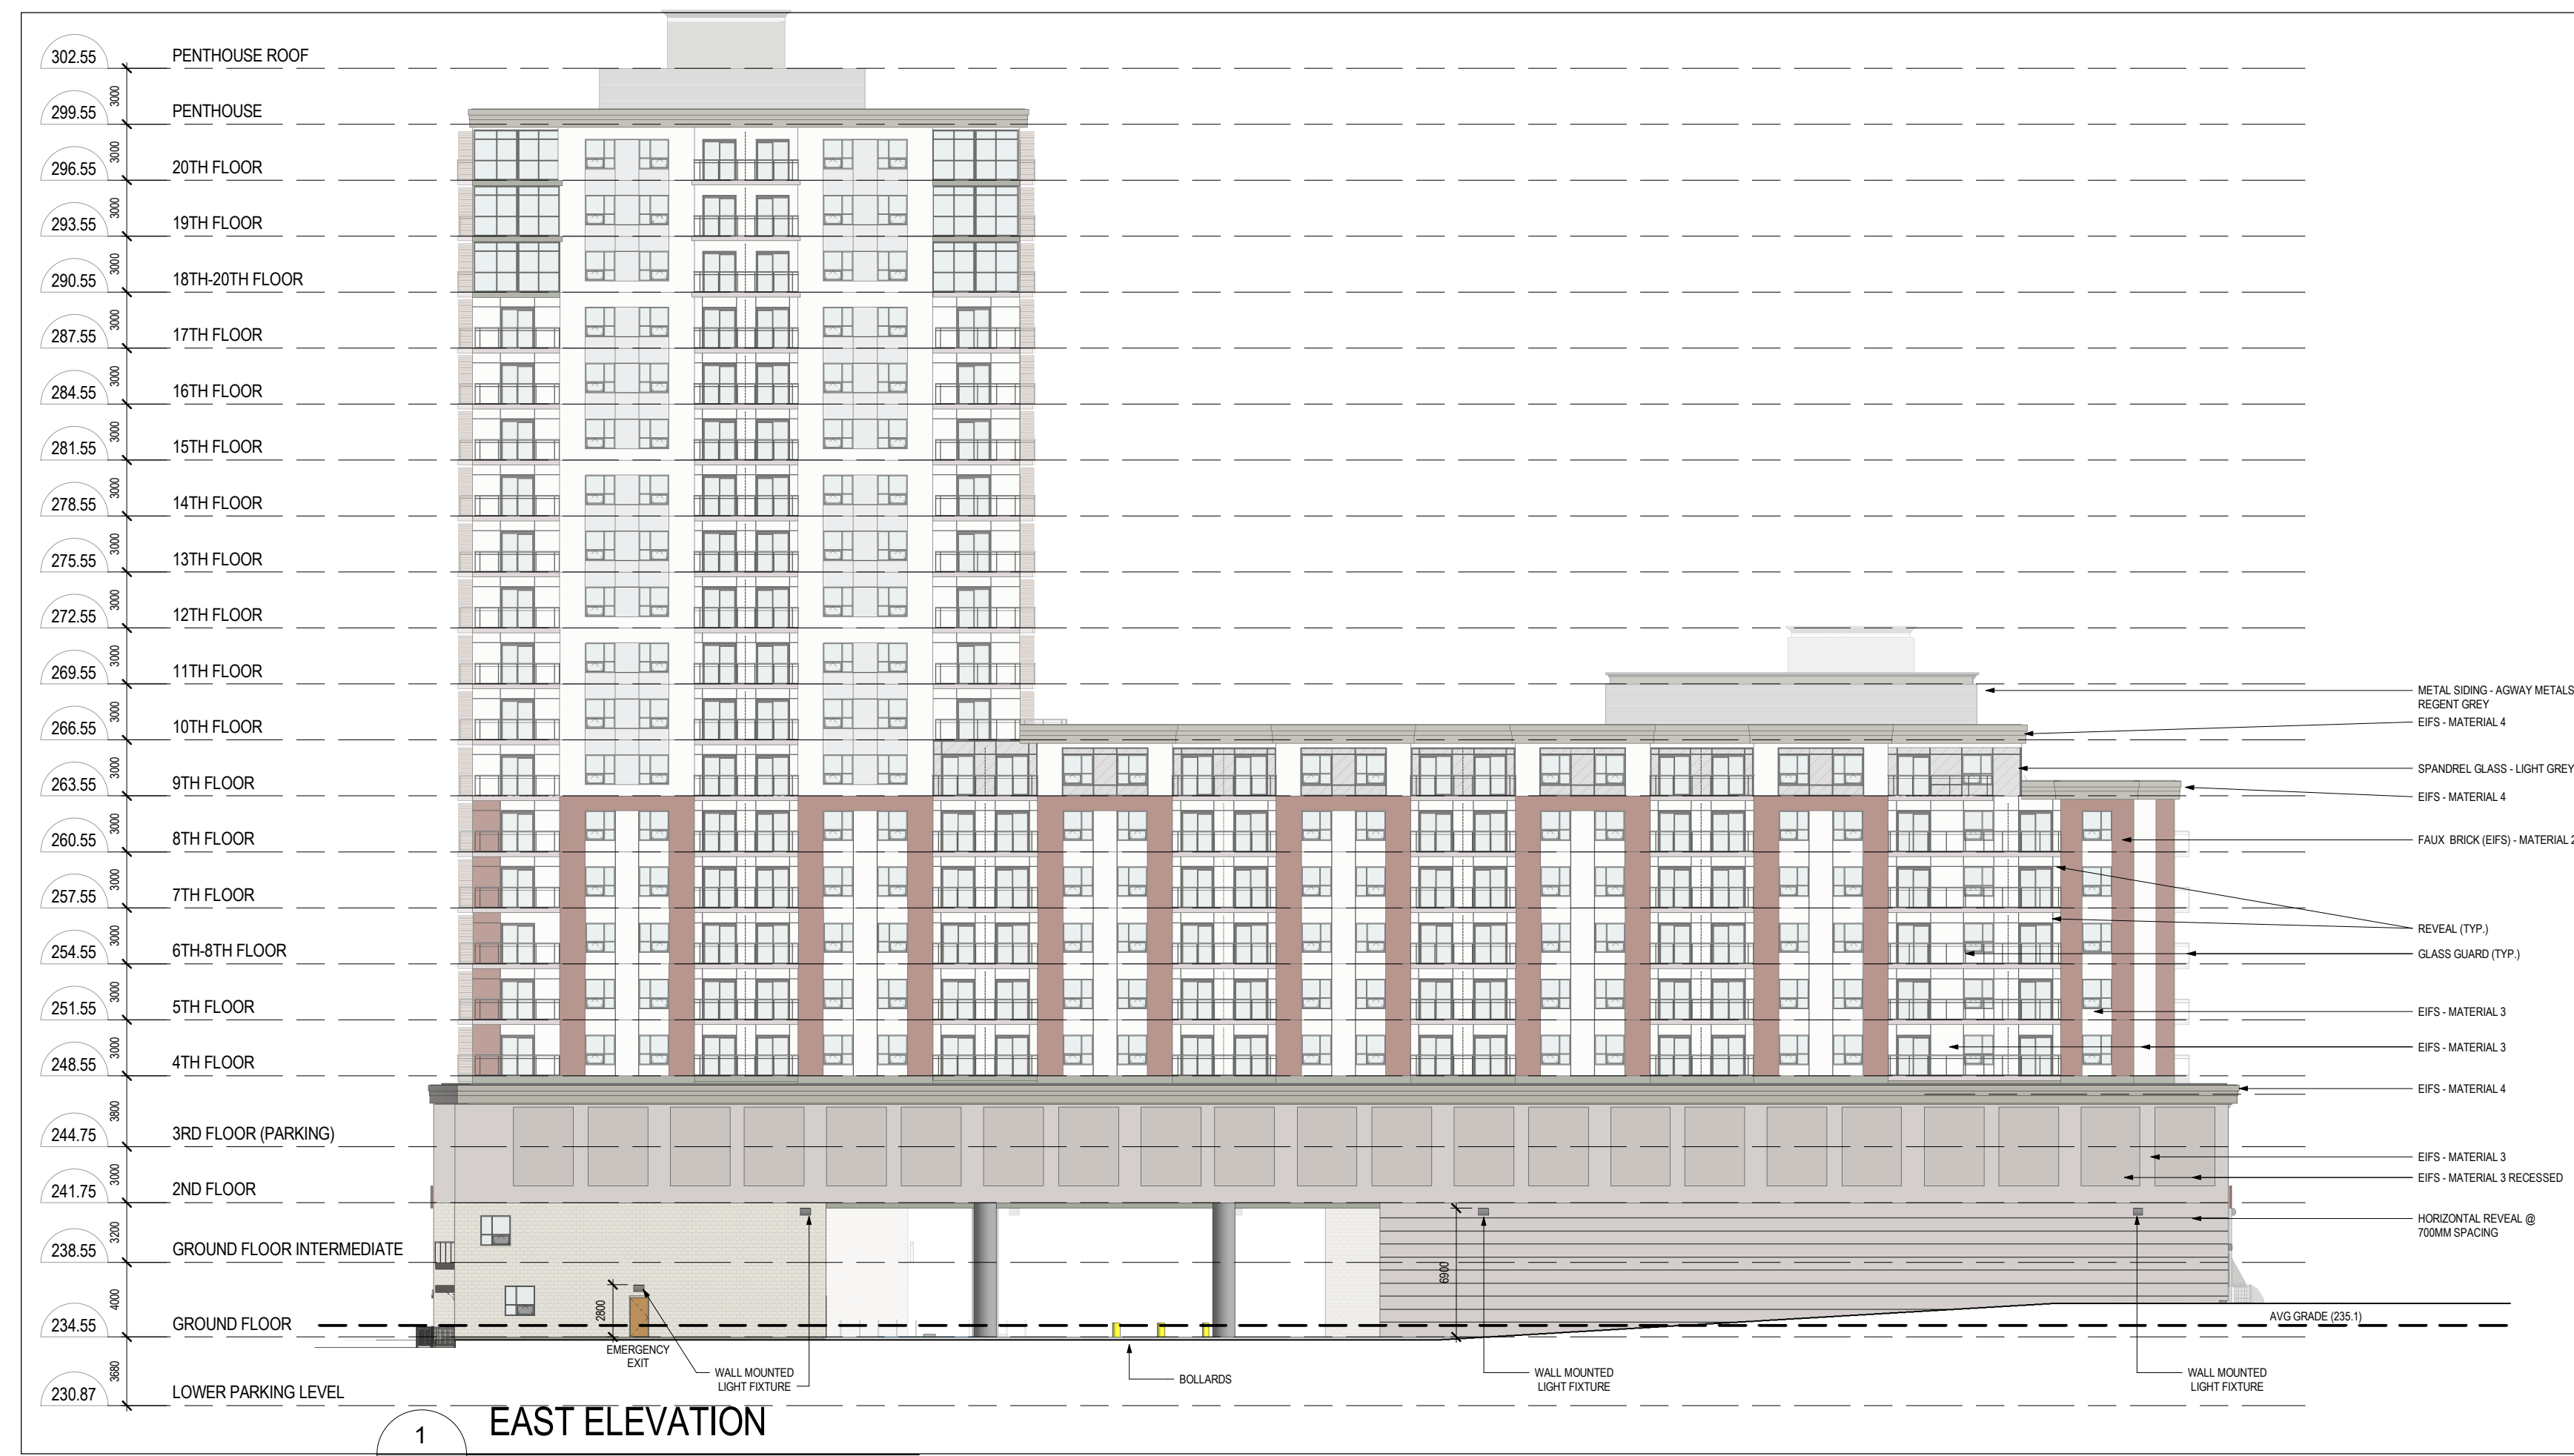 302.55 PENTHOUSE ROOF
3000
299.55 PENTHOUSE
3000
296.55 20TH FLOOR
3000
293.55 19TH FLOOR
3000
290.55 18TH-20TH FLOOR
3000
287.55 17TH FLOOR
3000
284.55 16TH FLOOR
3000
281.55 15TH FLOOR
3000
278.55 14TH FLOOR
3000
275.55 13TH FLOOR
3000
272.55 12TH FLOOR
3000
269.55 11TH FLOOR
3000
266.55 10TH FLOOR
3000
263.55 9TH FLOOR
3000
260.55 8TH FLOOR
3000
257.55 7TH FLOOR
3000
254.55 6TH-8TH FLOOR
3000
251.55 5TH FLOOR
3000
248.55 4TH FLOOR
3800
244.75 3RD FLOOR (PARKING)
3000
241.75 2ND FLOOR
3200
238.55 GROUND FLOOR INTERMEDIATE
4000
234.55 GROUND FLOOR
3680
230.87 LOWER PARKING LEVEL
METAL SIDING - AGWAY METALS
REGENT GREY
EIFS - MATERIAL 4
SPANDREL GLASS - LIGHT GREY
EIFS - MATERIAL 4
FAUX BRICK (EIFS) - MATERIAL 2
REVEAL (TYP.)
GLASS GUARD (TYP.)
EIFS - MATERIAL 3
EIFS - MATERIAL 3
EIFS - MATERIAL 4
EIFS - MATERIAL 3
EIFS - MATERIAL 3 RECESSED
HORIZONTAL REVEAL @
700MM SPACING
AVG GRADE (235.1)
2800
6900
EMERGENCY
EXIT
WALL MOUNTED
LIGHT FIXTURE
BOLLARDS
WALL MOUNTED
LIGHT FIXTURE
WALL MOUNTED
LIGHT FIXTURE
1 EAST ELEVATION